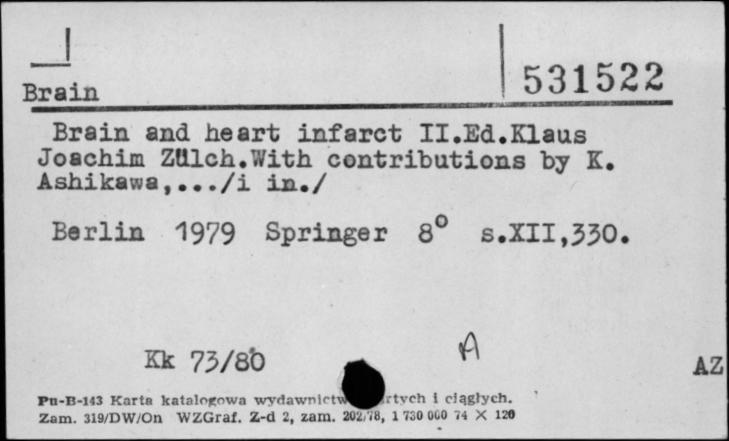 531522
Brain
Brain and heart infarct II.Ed.Klaus
Joachim Zülch.With contributions by K.
Ashikawa,.../i in./
Berlin 1979 Springer 8° s.XII,330.
Kk 73/80
A
AZ
Pu-B-143 Karta katalogowa wydawnictw rtych i ciągłych.
Zam. 319/DW/On WZGraf. Z-d 2, zam. 202/78, 1 730 000 74 X 120